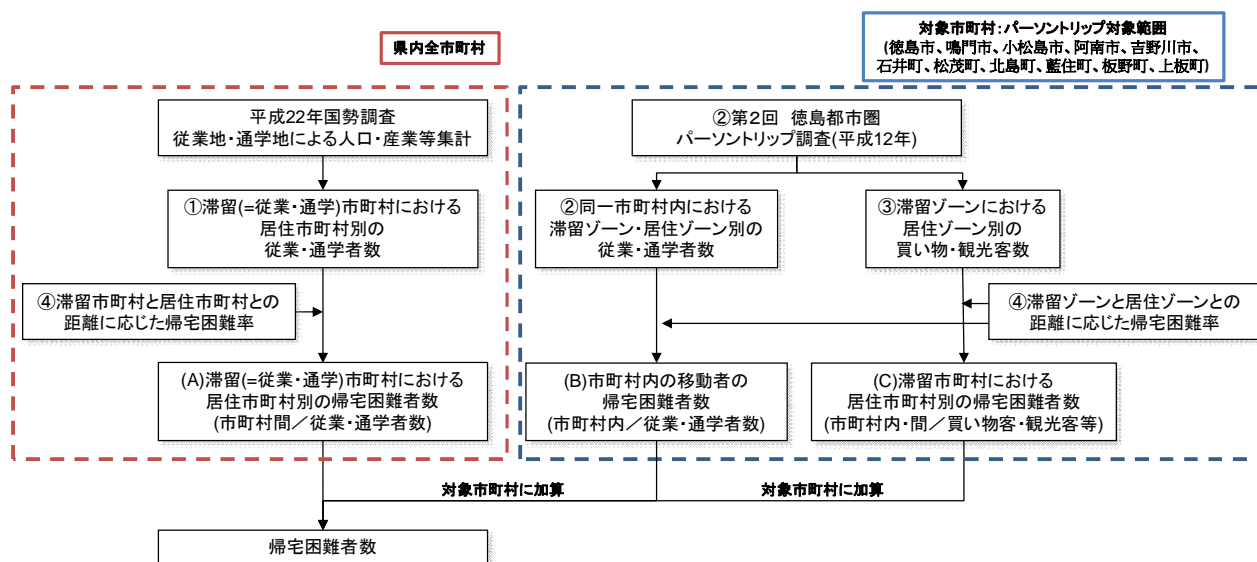 県内全市町村
対象市町村：パーソントリップ対象範囲
(徳島市、鳴門市、小松島市、阿南市、吉野川市、
石井町、松茂町、北島町、藍住町、板野町、上板町)
平成22年国勢調査
従業地・通学地による人口・産業等集計
①滞留(=従業・通学)市町村における
居住市町村別の
従業・通学者数
④滞留市町村と居住市町村との
距離に応じた帰宅困難率
(A)滞留(=従業・通学)市町村における
居住市町村別の帰宅困難者数
(市町村間／従業・通学者数)
②第２回　徳島都市圏
パーソントリップ調査(平成12年)
②同一市町村内における
滞留ゾーン・居住ゾーン別の
従業・通学者数
③滞留ゾーンにおける
居住ゾーン別の
買い物・観光客数
④滞留ゾーンと居住ゾーンとの
距離に応じた帰宅困難率
(B)市町村内の移動者の
帰宅困難者数
(市町村内／従業・通学者数)
(C)滞留市町村における
居住市町村別の帰宅困難者数
(市町村内・間／買い物客・観光客等)
対象市町村に加算
対象市町村に加算
帰宅困難者数